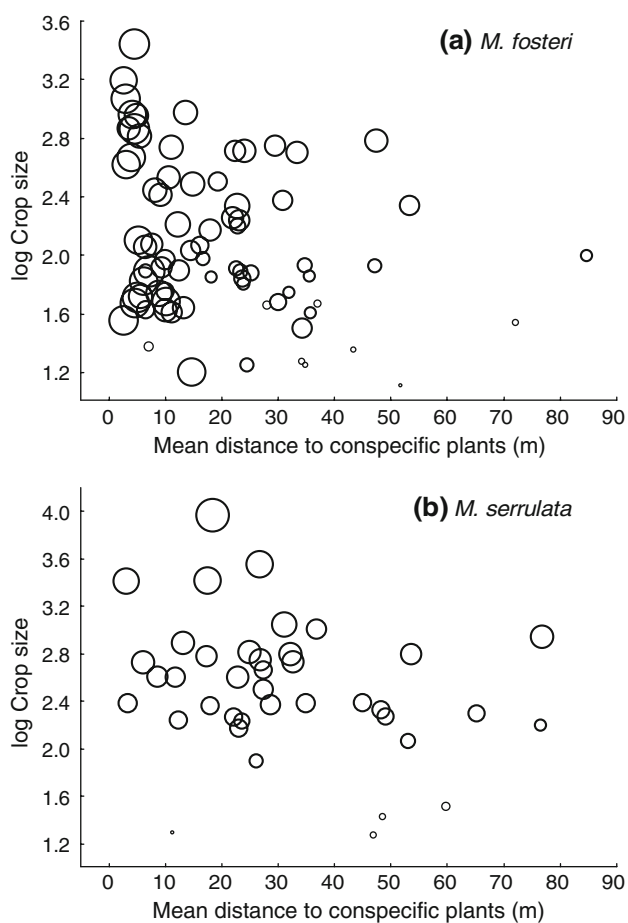 (a) M. fosteri
log Crop size
3.6
3.2
2.8
2.4
2.0
1.6
1.2
0 10 20 30 40 50 60 70 80 90
Mean distance to conspecific plants (m)
(b) M. serrulata
log Crop size
4.0
3.6
3.2
2.8
2.4
2.0
1.6
1.2
0 10 20 30 40 50 60 70 80 90
Mean distance to conspecific plants (m)